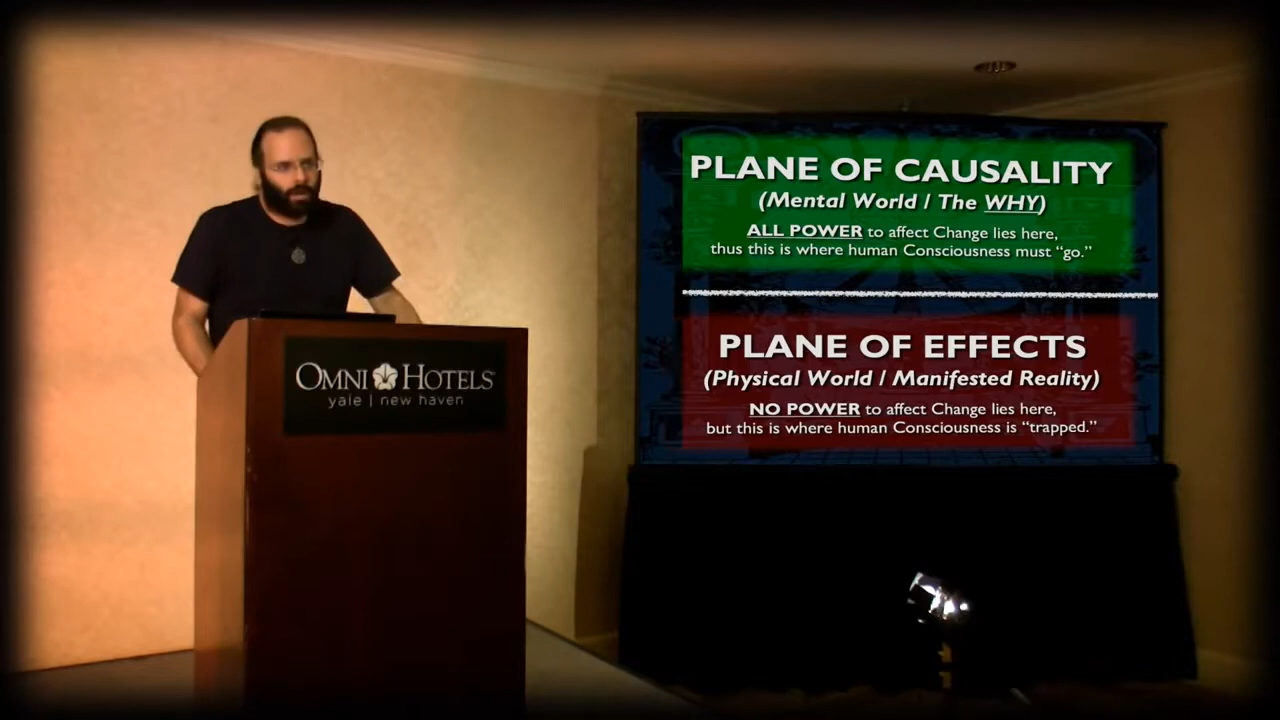 OMNI HOTELS
yale | new haven
PLANE OF CAUSALITY
(Mental World / The WHY)
ALL POWER to affect Change lies here,
thus this is where human Consciousness must “go.”
PLANE OF EFFECTS
(Physical World / Manifested Reality)
NO POWER to affect Change lies here,
but this is where human Consciousness is “trapped.”